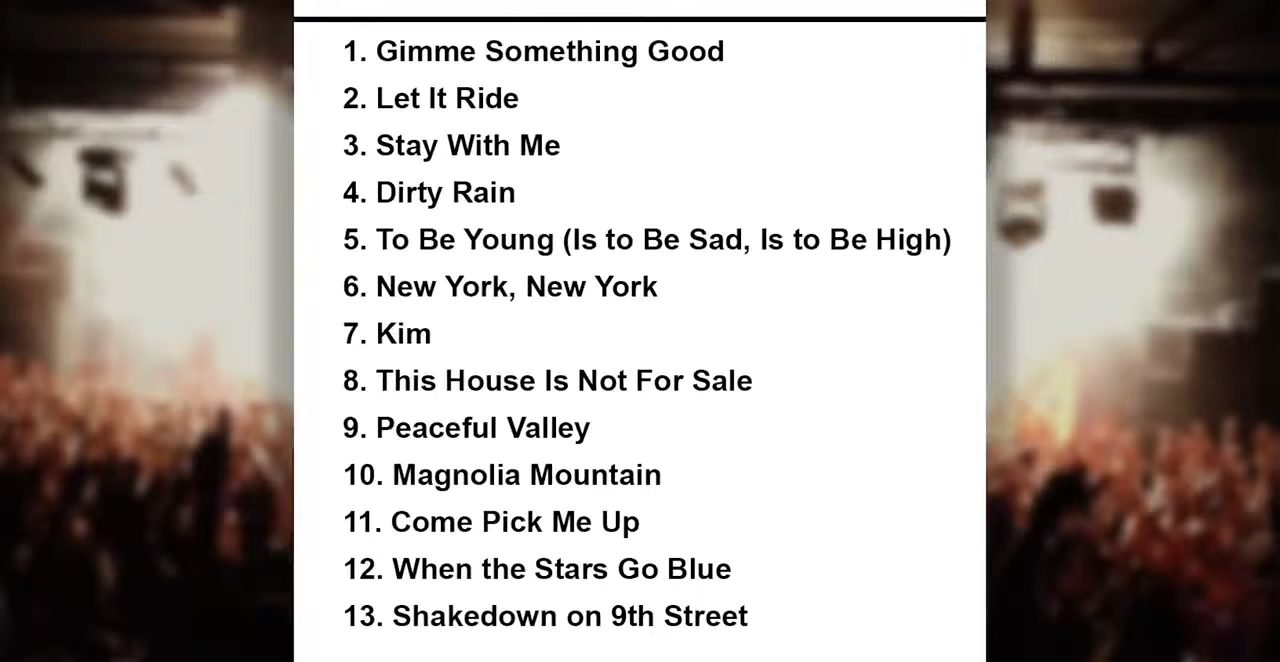 1. Gimme Something Good
2. Let It Ride
3. Stay With Me
4. Dirty Rain
5. To Be Young (Is to Be Sad, Is to Be High)
6. New York, New York
7. Kim
8. This House Is Not For Sale
9. Peaceful Valley
10. Magnolia Mountain
11. Come Pick Me Up
12. When the Stars Go Blue
13. Shakedown on 9th Street